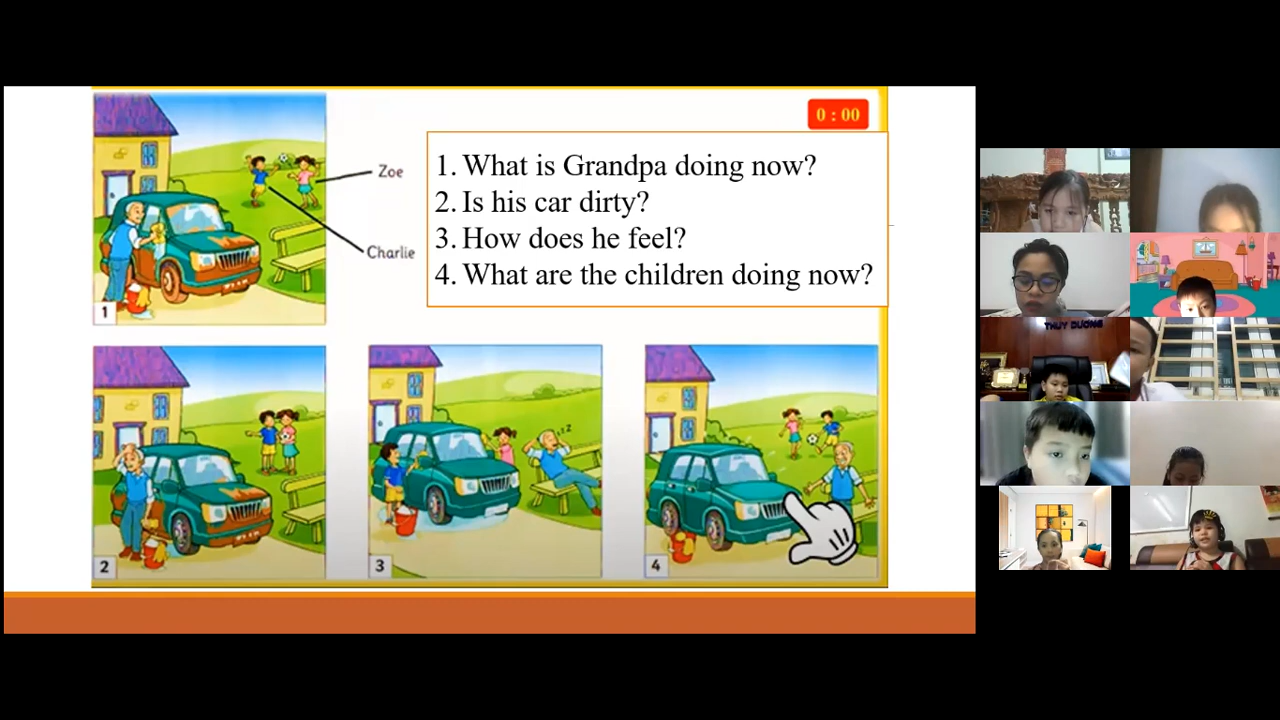 0 : 00
1. What is Grandpa doing now?
2. Is his car dirty?
3. How does he feel?
4. What are the children doing now?
Zoe
Charlie
1
2
3
4
z z
THUY DUONG